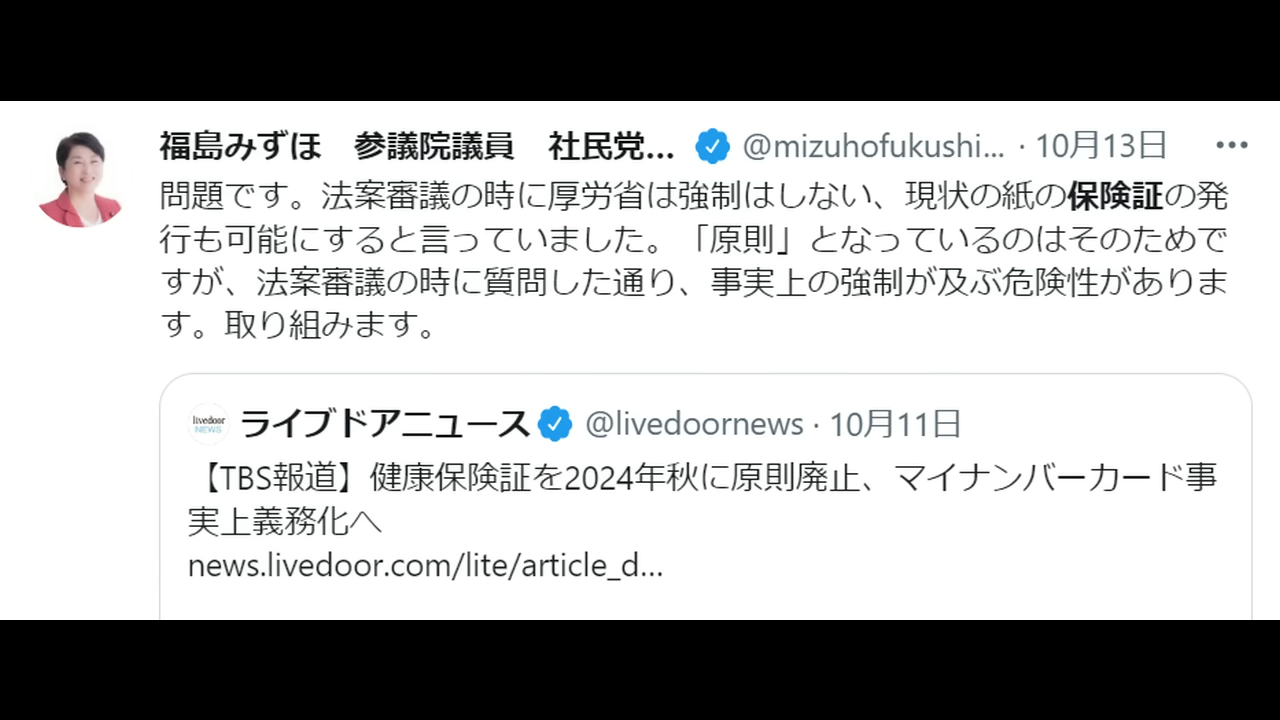 福島みずほ　参議院議員　社民党... @mizuhofukushi... · 10月13日
問題です。法案審議の時に厚労省は強制はしない、現状の紙の保険証の発
行も可能にすると言っていました。「原則」となっているのはそのためで
すが、法案審議の時に質問した通り、事実上の強制が及ぶ危険性がありま
す。取り組みます。
livedoor
NEWS
ライブドアニュース @livedoornews · 10月11日
【TBS報道】健康保険証を2024年秋に原則廃止、マイナンバーカード事
実上義務化へ
news.livedoor.com/lite/article_d...